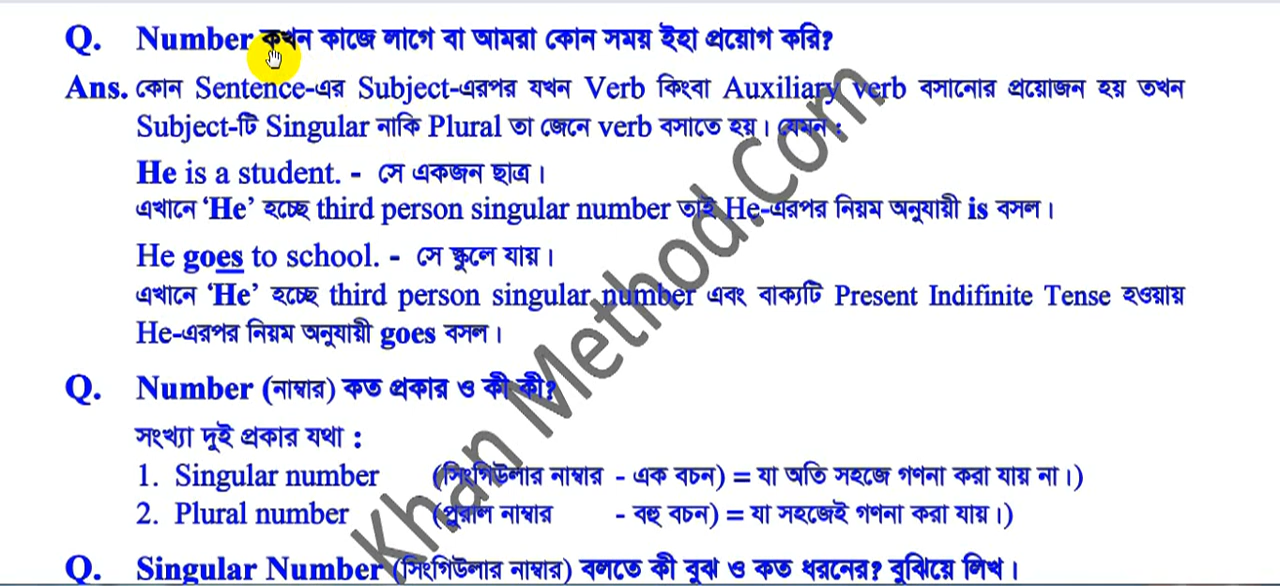 Q. Number কখন কাজে লাগে বা আমরা কোন সময় ইহা প্রয়োগ করি?
Ans. কোন Sentence-এর Subject-এরপর যখন Verb কিংবা Auxiliary verb বসানোর প্রয়োজন হয় তখন
Subject-টি Singular নাকি Plural তা জেনে verb বসাতে হয়। যেমন :
He is a student. - সে একজন ছাত্র।
এখানে ‘He’ হচ্ছে third person singular number তাই He-এরপর নিয়ম অনুযায়ী is বসল।
He goes to school. - সে স্কুলে যায়।
এখানে ‘He’ হচ্ছে third person singular number এবং বাক্যটি Present Indifinite Tense হওয়ায়
He-এরপর নিয়ম অনুযায়ী goes বসল।
Q. Number (নাম্বার) কত প্রকার ও কী কী?
সংখ্যা দুই প্রকার যথা :
1. Singular number (সিংগিউলার নাম্বার - এক বচন) = যা অতি সহজে গণনা করা যায় না।)
2. Plural number (প্লুরাল নাম্বার - বহু বচন) = যা সহজেই গণনা করা যায়।)
Q. Singular Number (সিংগিউলার নাম্বার) বলতে কী বুঝ ও কত ধরনের? বুঝিয়ে লিখ।
Khan Method.Com